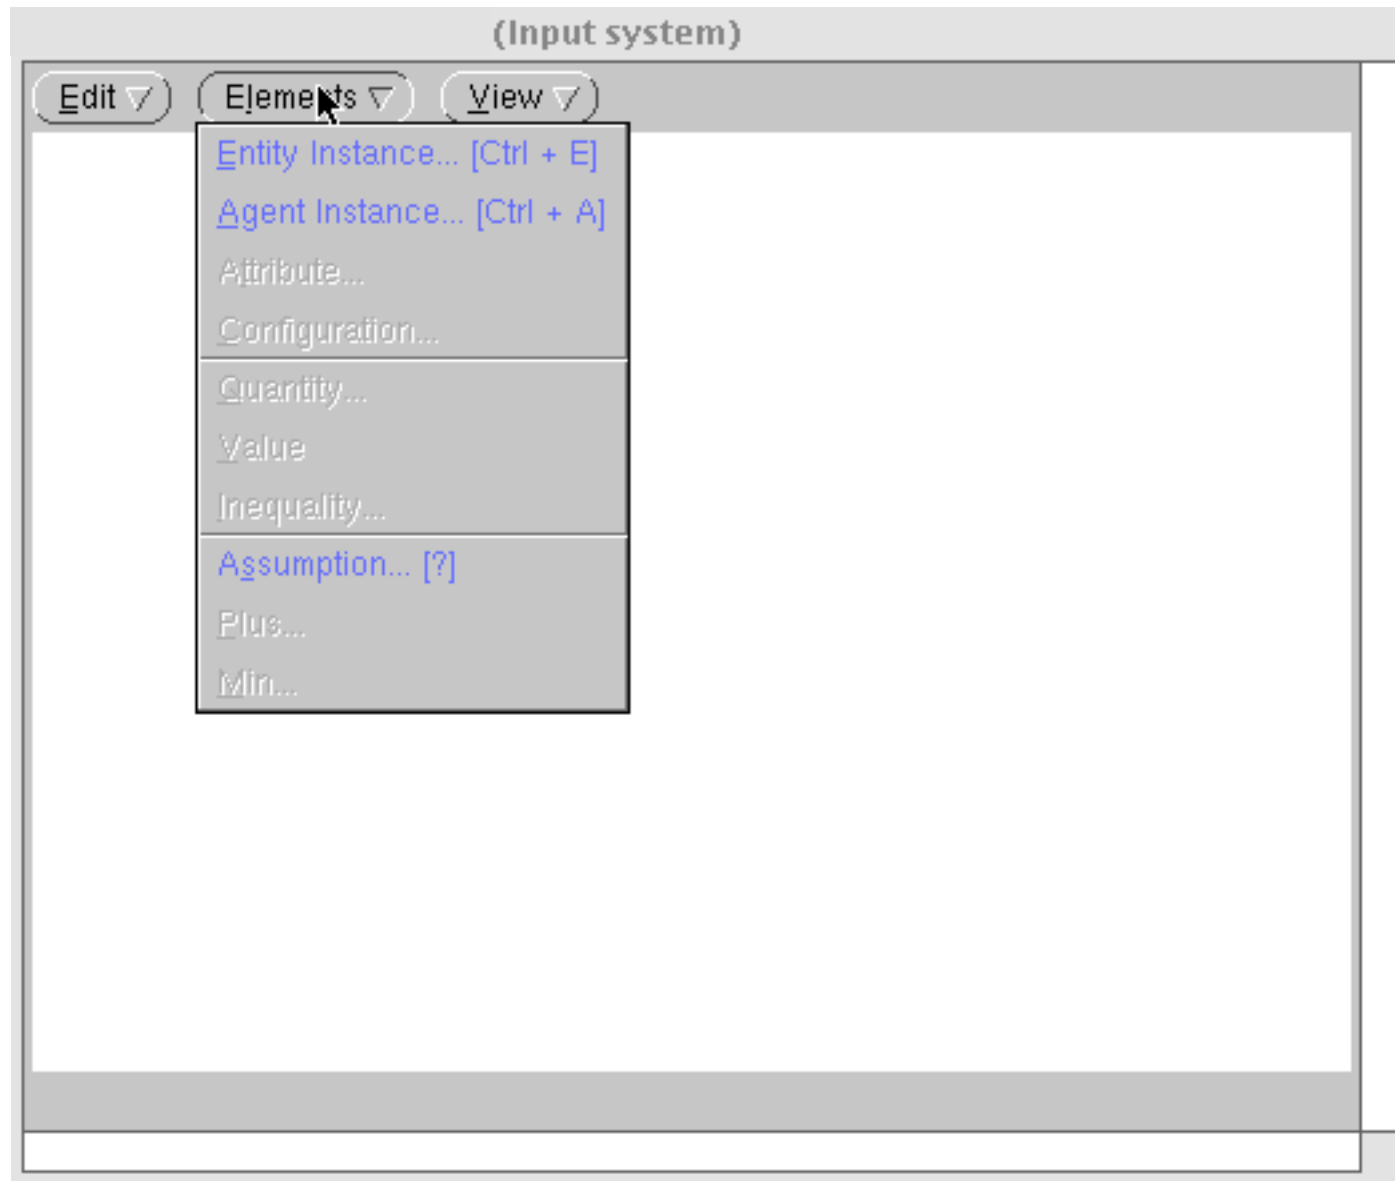 (Input system)
Edit Elements View
Entity Instance... [Ctrl + E]
Agent Instance... [Ctrl + A]
Attribute...
Configuration...
Quantity...
Value
Inequality...
Assumption... [?]
Plus...
Min...